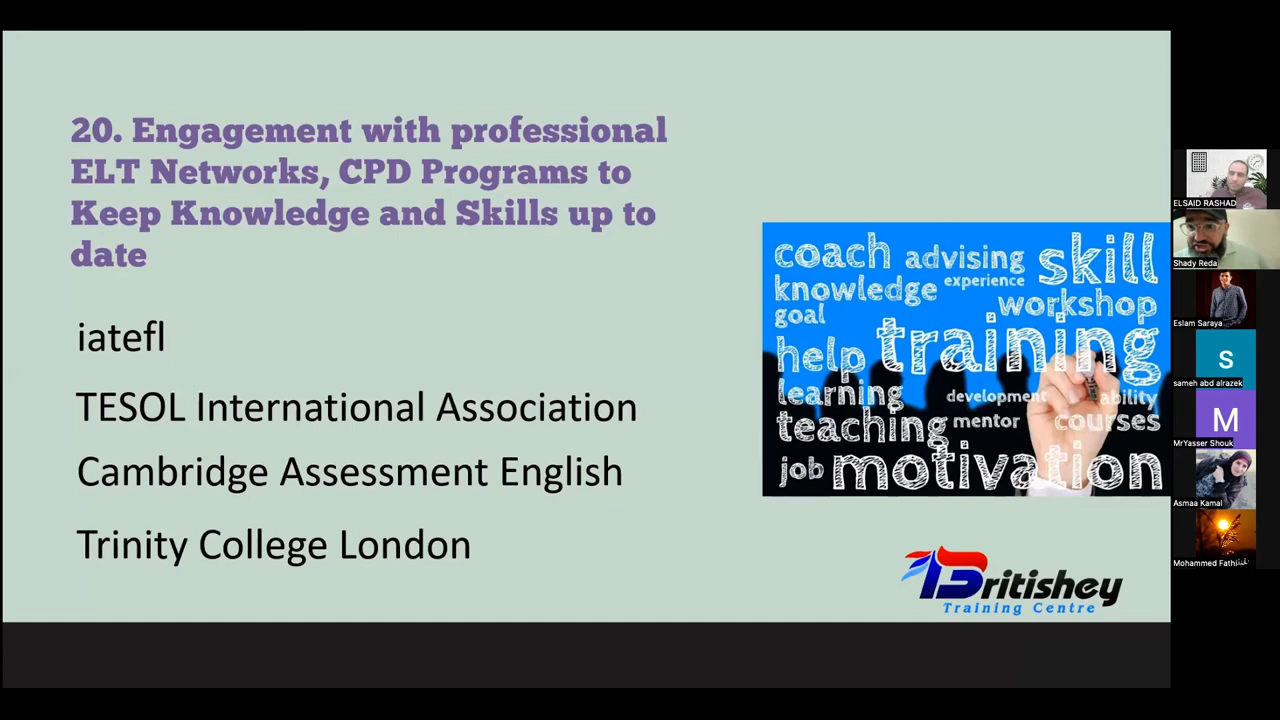 20. Engagement with professional
ELT Networks, CPD Programs to
Keep Knowledge and Skills up to
date
iatefl
TESOL International Association
Cambridge Assessment English
Trinity College London
coach advising skill
knowledge experience
goal workshop
help training
learning development ability
teaching mentor courses
job motivation
Britishey
Training Centre
ELSAID RASHAD
Shady Reda
Eslam Saraya
s
sameh abd alrazek
M
MrYasser Shouk
Asmaa Kamal
Mohammed Fathi